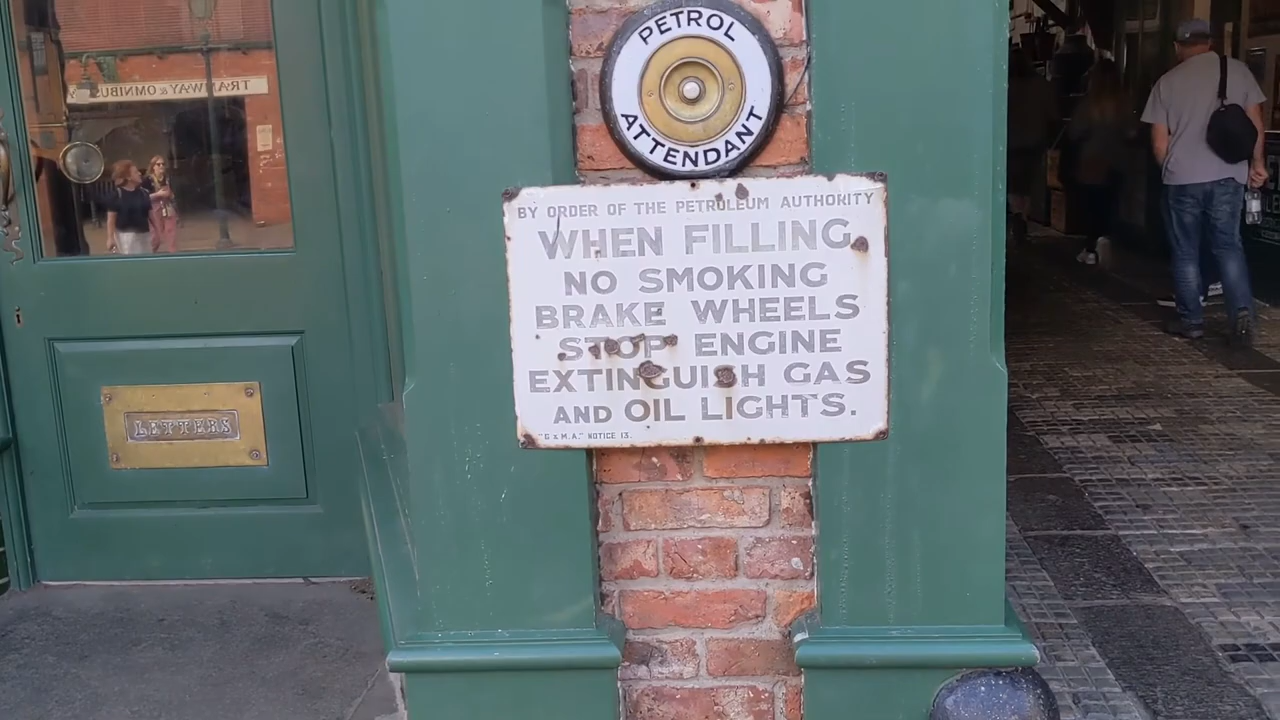 TRAMWAY & OMNIBUS
PETROL
ATTENDANT
BY ORDER OF THE PETROLEUM AUTHORITY
WHEN FILLING
NO SMOKING
BRAKE WHEELS
STOP ENGINE
EXTINGUISH GAS
AND OIL LIGHTS.
"G & M.A." NOTICE 13.
LETTERS